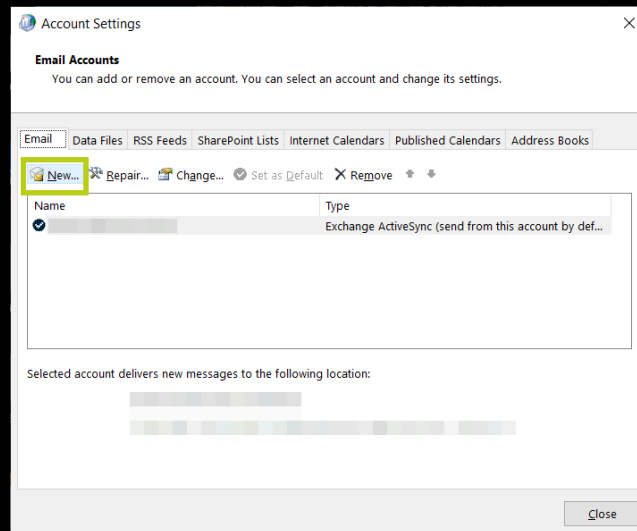 Account Settings
Email Accounts
You can add or remove an account. You can select an account and change its settings.
Email Data Files RSS Feeds SharePoint Lists Internet Calendars Published Calendars Address Books
New... Repair... Change... Set as Default Remove
Name Type
Exchange ActiveSync (send from this account by def...
Selected account delivers new messages to the following location:
Close